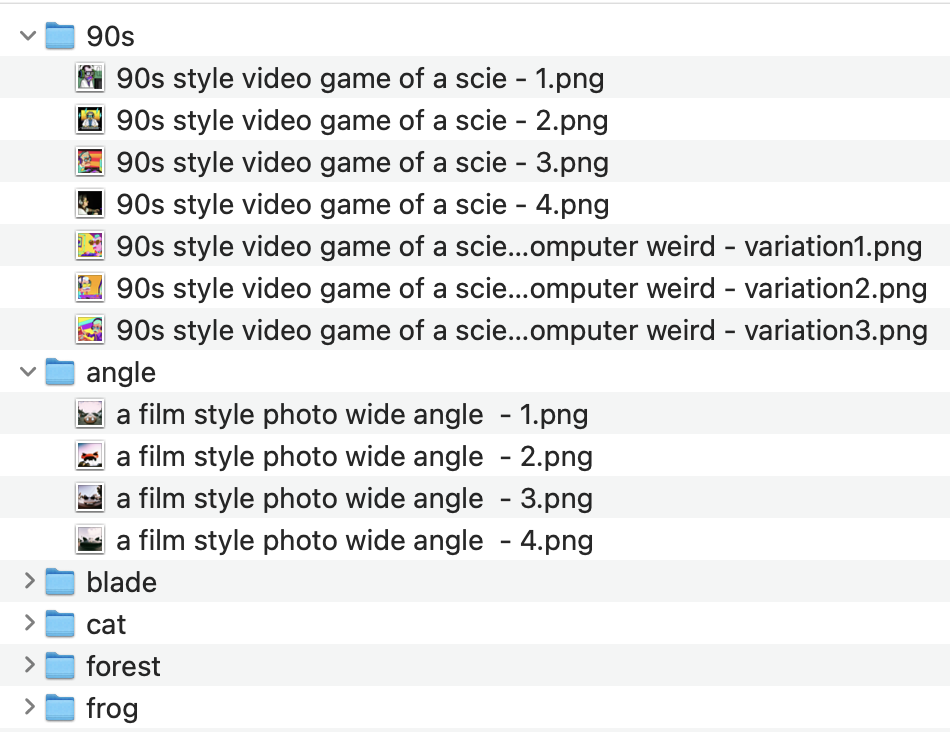 90s
90s style video game of a scie - 1.png
90s style video game of a scie - 2.png
90s style video game of a scie - 3.png
90s style video game of a scie - 4.png
90s style video game of a scie...omputer weird - variation1.png
90s style video game of a scie...omputer weird - variation2.png
90s style video game of a scie...omputer weird - variation3.png
angle
a film style photo wide angle  - 1.png
a film style photo wide angle  - 2.png
a film style photo wide angle  - 3.png
a film style photo wide angle  - 4.png
blade
cat
forest
frog